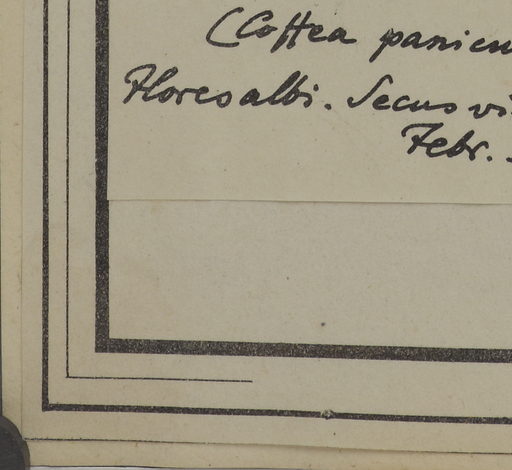 (Coffea panicu
Flores albi. Secus vi
Febr.